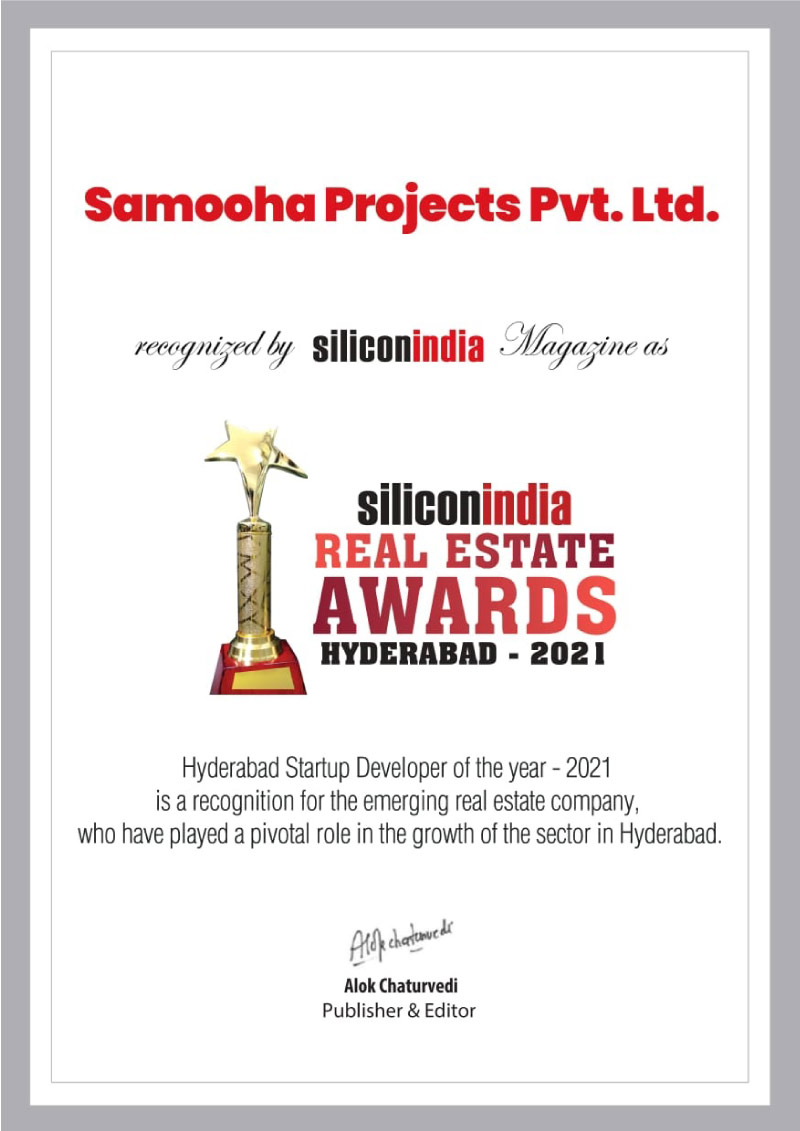 Samooha Projects Pvt. Ltd.
recognized by siliconindia Magazine as
siliconindia
REAL ESTATE
AWARDS
HYDERABAD - 2021
Hyderabad Startup Developer of the year - 2021
is a recognition for the emerging real estate company,
who have played a pivotal role in the growth of the sector in Hyderabad.
Alok chaturvedi
Alok Chaturvedi
Publisher & Editor